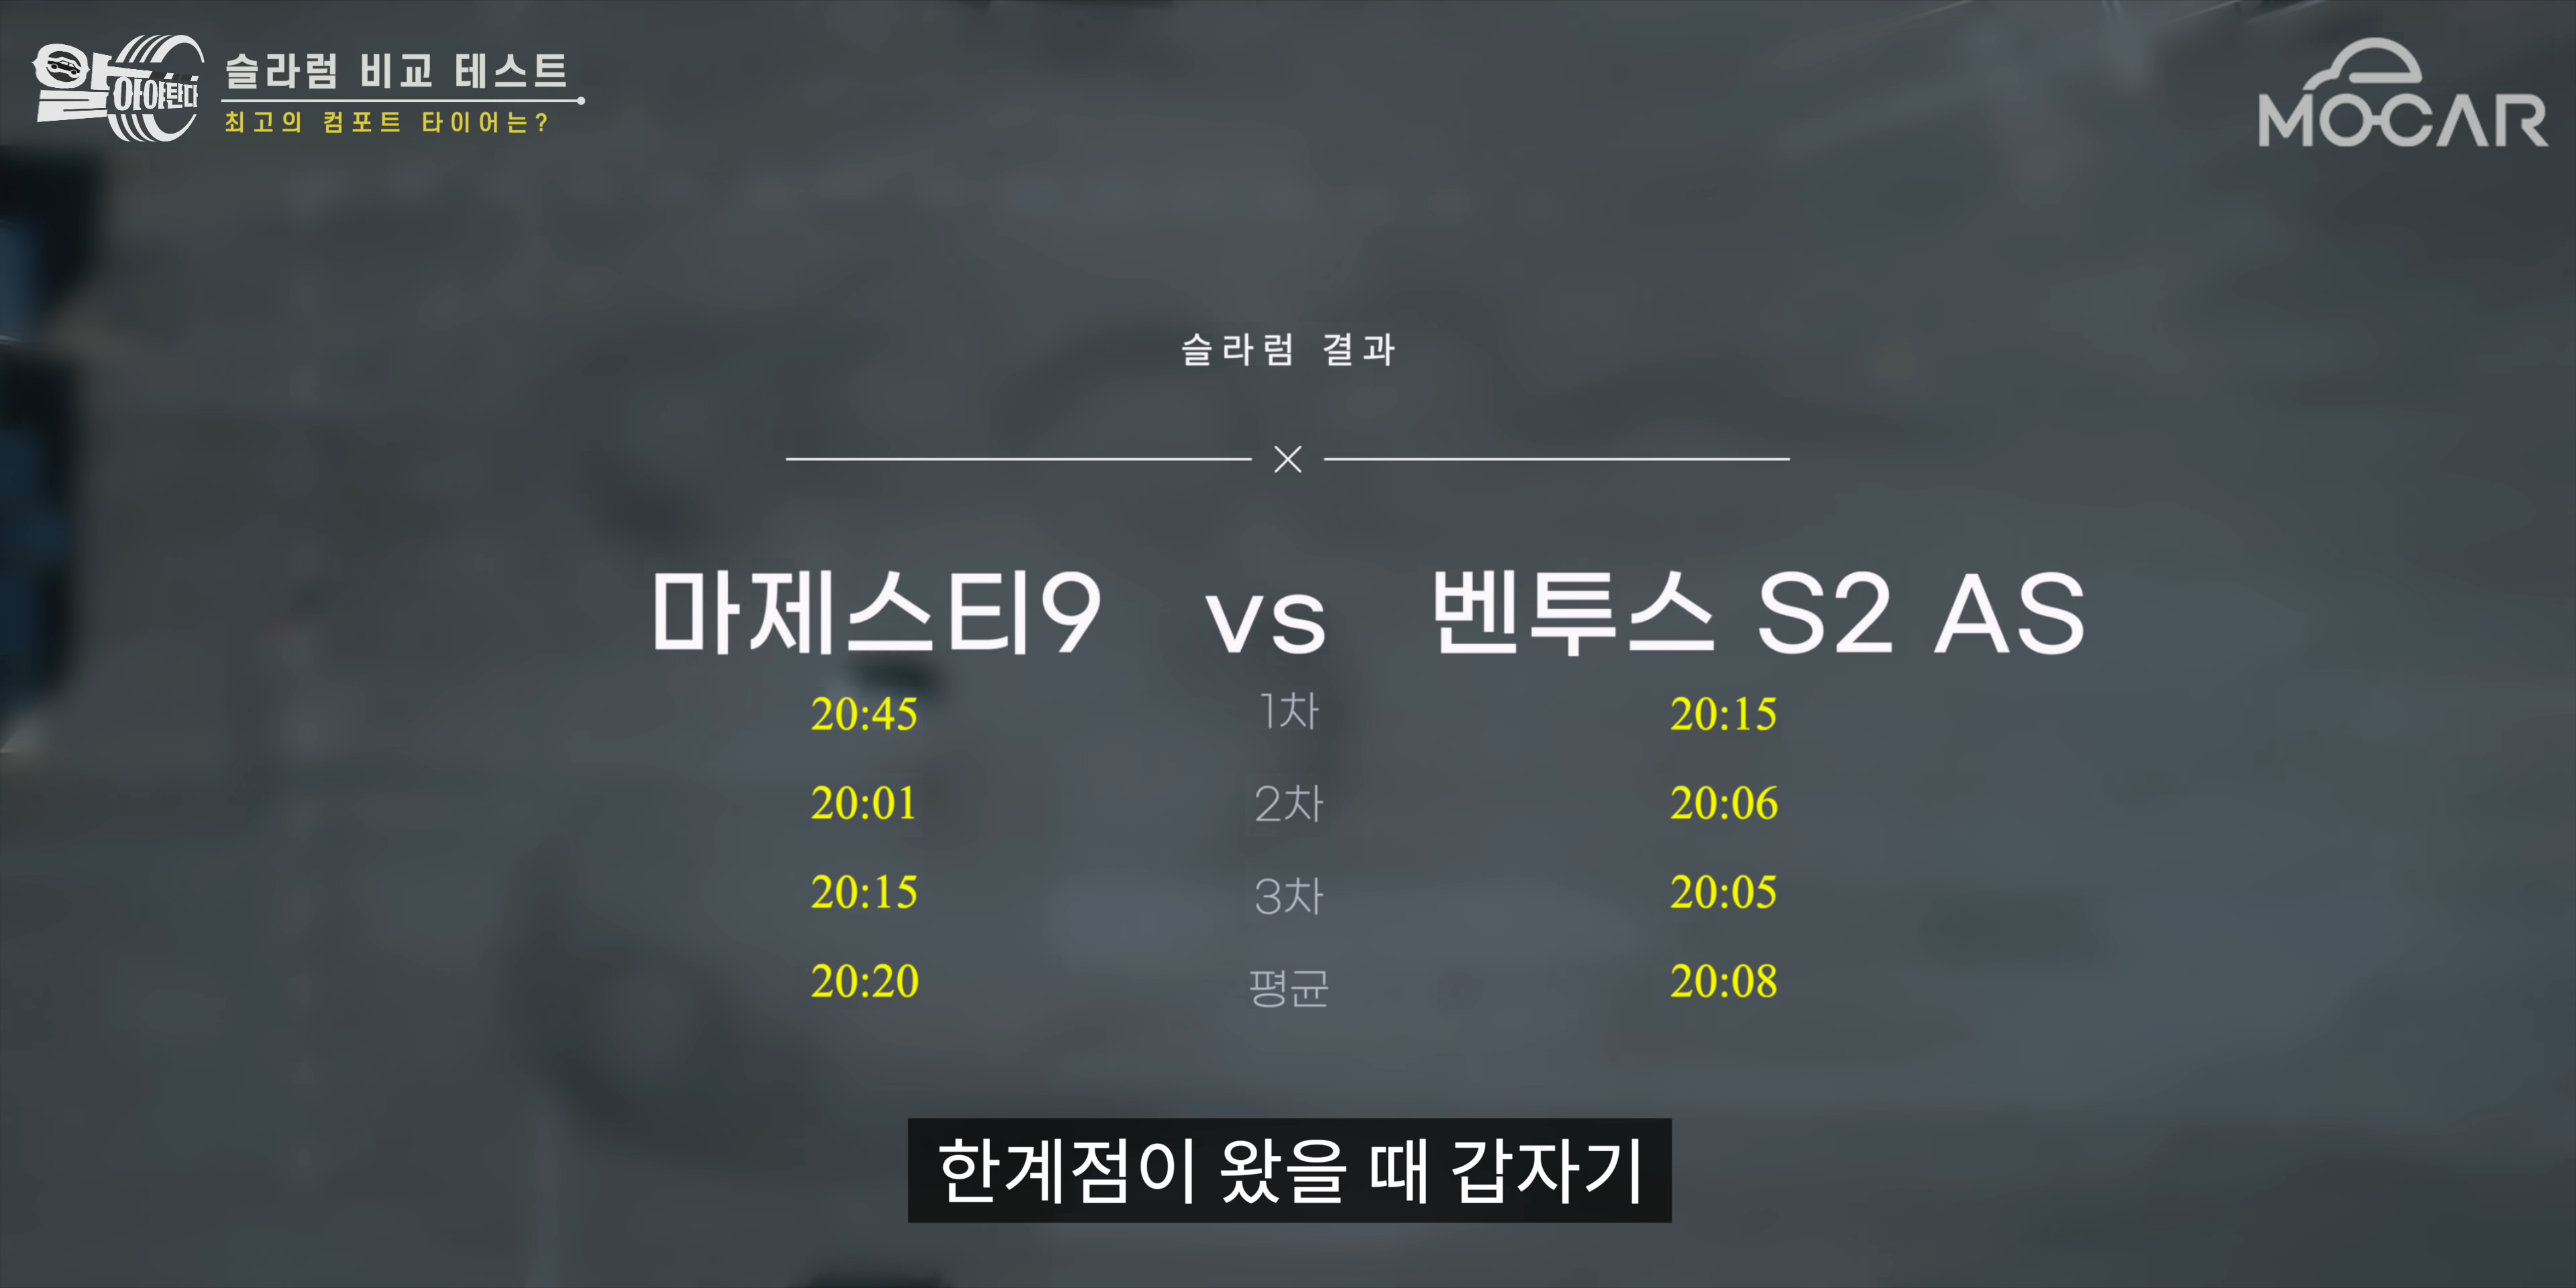 알아야탄다
슬라럼 비교 테스트
최고의 컴포트 타이어는?
MOCAR
슬라럼 결과
마제스티9 vs 벤투스 S2 AS
20:45 1차 20:15
20:01 2차 20:06
20:15 3차 20:05
20:20 평균 20:08
한계점이 왔을 때 갑자기